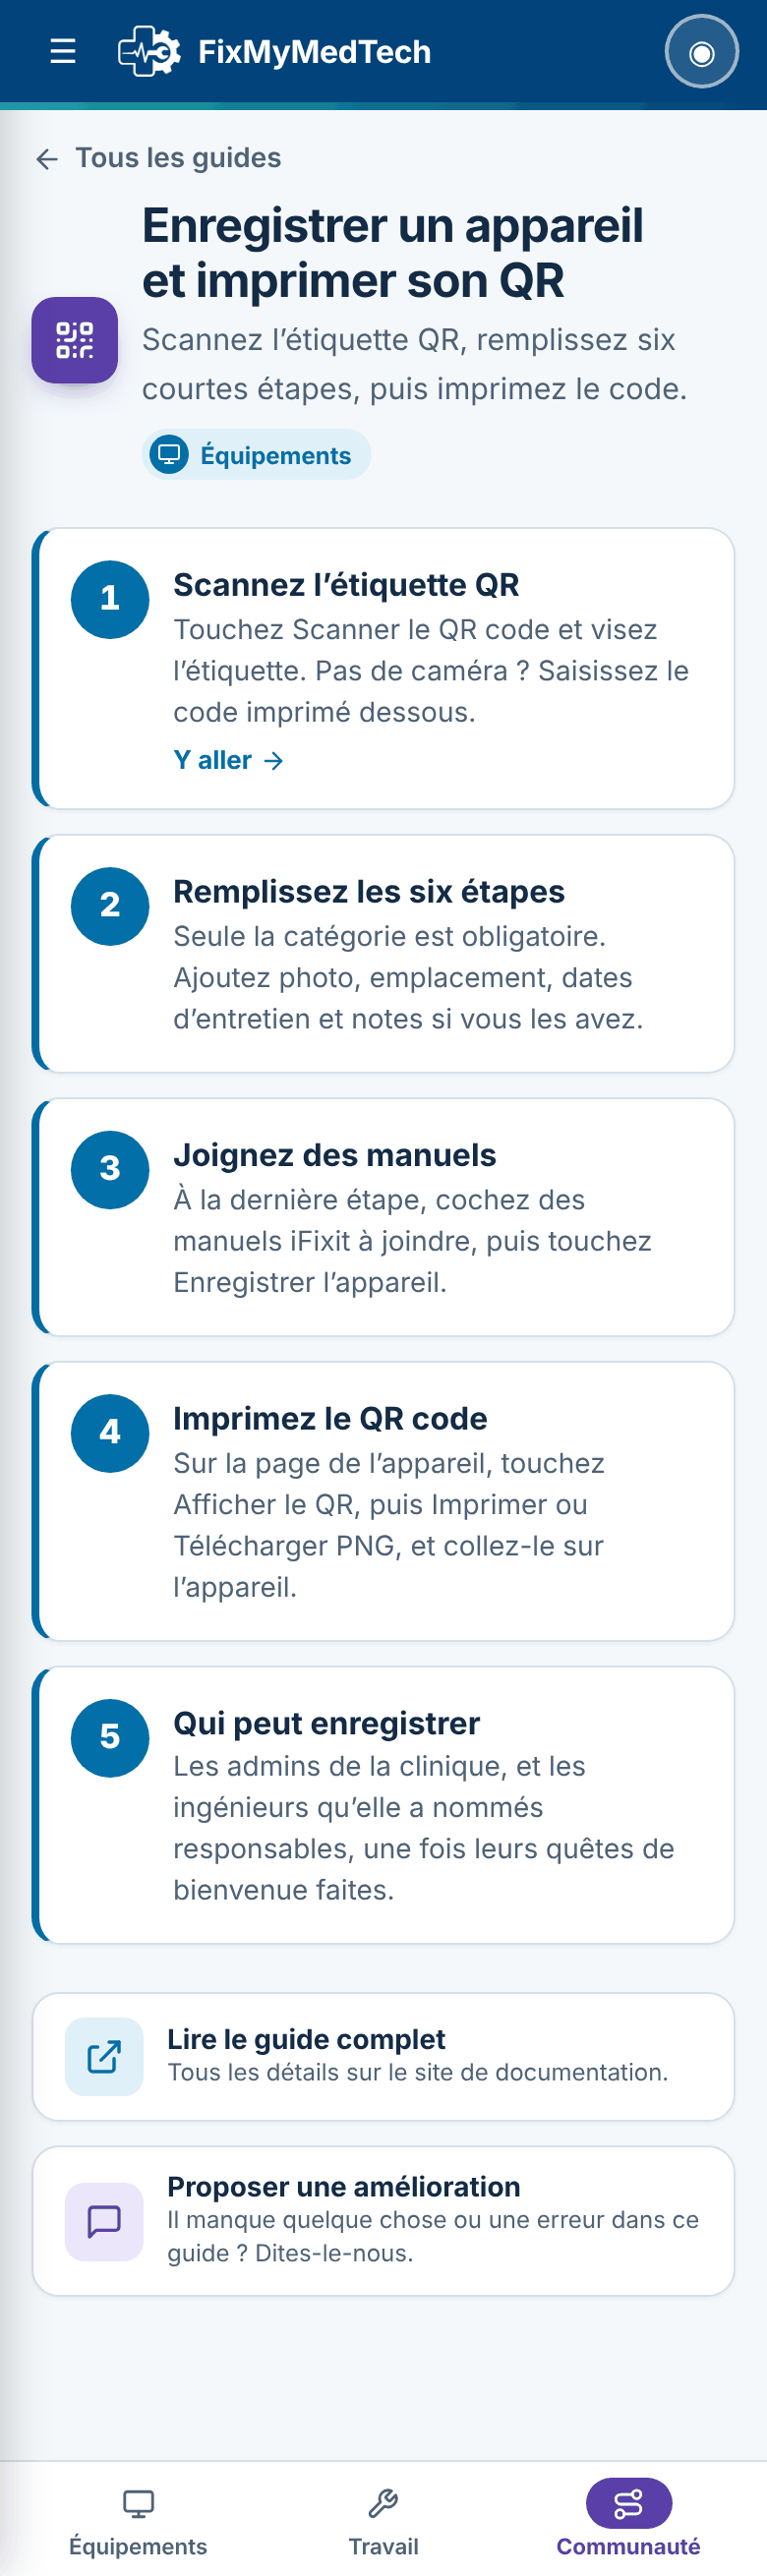 FixMyMedTech
Tous les guides
Enregistrer un appareil
et imprimer son QR
Scannez l’étiquette QR, remplissez six
courtes étapes, puis imprimez le code.
Équipements
1
Scannez l’étiquette QR
Touchez Scanner le QR code et visez
l’étiquette. Pas de caméra ? Saisissez le
code imprimé dessous.
Y aller →
2
Remplissez les six étapes
Seule la catégorie est obligatoire.
Ajoutez photo, emplacement, dates
d’entretien et notes si vous les avez.
3
Joignez des manuels
À la dernière étape, cochez des
manuels iFixit à joindre, puis touchez
Enregistrer l’appareil.
4
Imprimez le QR code
Sur la page de l’appareil, touchez
Afficher le QR, puis Imprimer ou
Télécharger PNG, et collez-le sur
l’appareil.
5
Qui peut enregistrer
Les admins de la clinique, et les
ingénieurs qu’elle a nommés
responsables, une fois leurs quêtes de
bienvenue faites.
Lire le guide complet
Tous les détails sur le site de documentation.
Proposer une amélioration
Il manque quelque chose ou une erreur dans ce
guide ? Dites-le-nous.
Équipements
Travail
Communauté